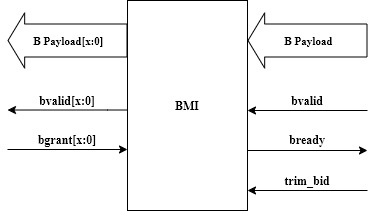 B Payload[x:0]
B Payload
bvalid[x:0]
BMI
bvalid
bgrant[x:0]
bready
trim_bid